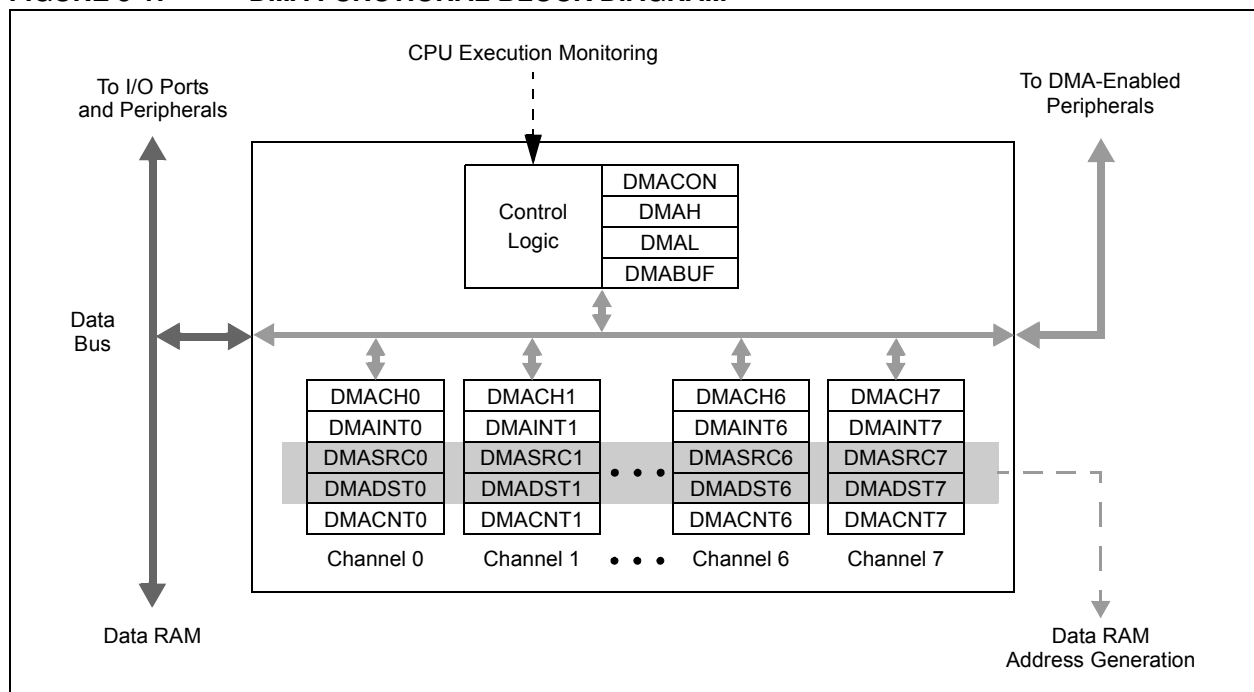 CPU Execution Monitoring
To I/O Ports
and Peripherals
To DMA-Enabled
Peripherals
Control
Logic
DMACON
DMAH
DMAL
DMABUF
Data
Bus
DMACH0
DMAINT0
DMASRC0
DMADST0
DMACNT0
Channel 0
DMACH1
DMAINT1
DMASRC1
DMADST1
DMACNT1
Channel 1
• • •
• • •
DMACH6
DMAINT6
DMASRC6
DMADST6
DMACNT6
Channel 6
DMACH7
DMAINT7
DMASRC7
DMADST7
DMACNT7
Channel 7
Data RAM
Data RAM
Address Generation